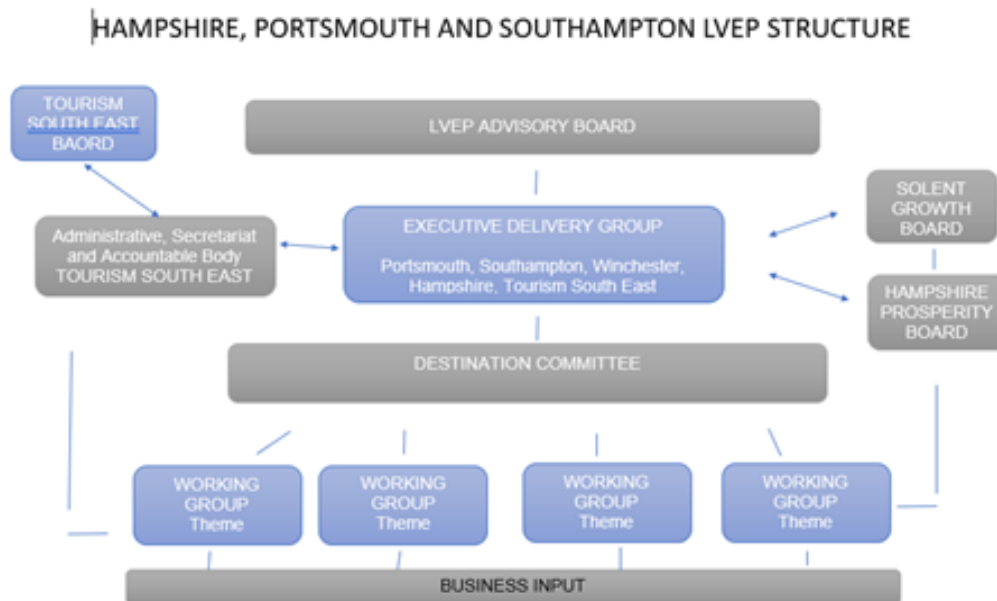 HAMPSHIRE, PORTSMOUTH AND SOUTHAMPTON LVEP STRUCTURE
TOURISM
SOUTH EAST
BAORD
LVEP ADVISORY BOARD
Administrative, Secretariat
and Accountable Body
TOURISM SOUTH EAST
EXECUTIVE DELIVERY GROUP
Portsmouth, Southampton, Winchester,
Hampshire, Tourism South East
SOLENT
GROWTH
BOARD
HAMPSHIRE
PROSPERITY
BOARD
DESTINATION COMMITTEE
WORKING
GROUP
Theme
WORKING
GROUP
Theme
WORKING
GROUP
Theme
WORKING
GROUP
Theme
BUSINESS INPUT